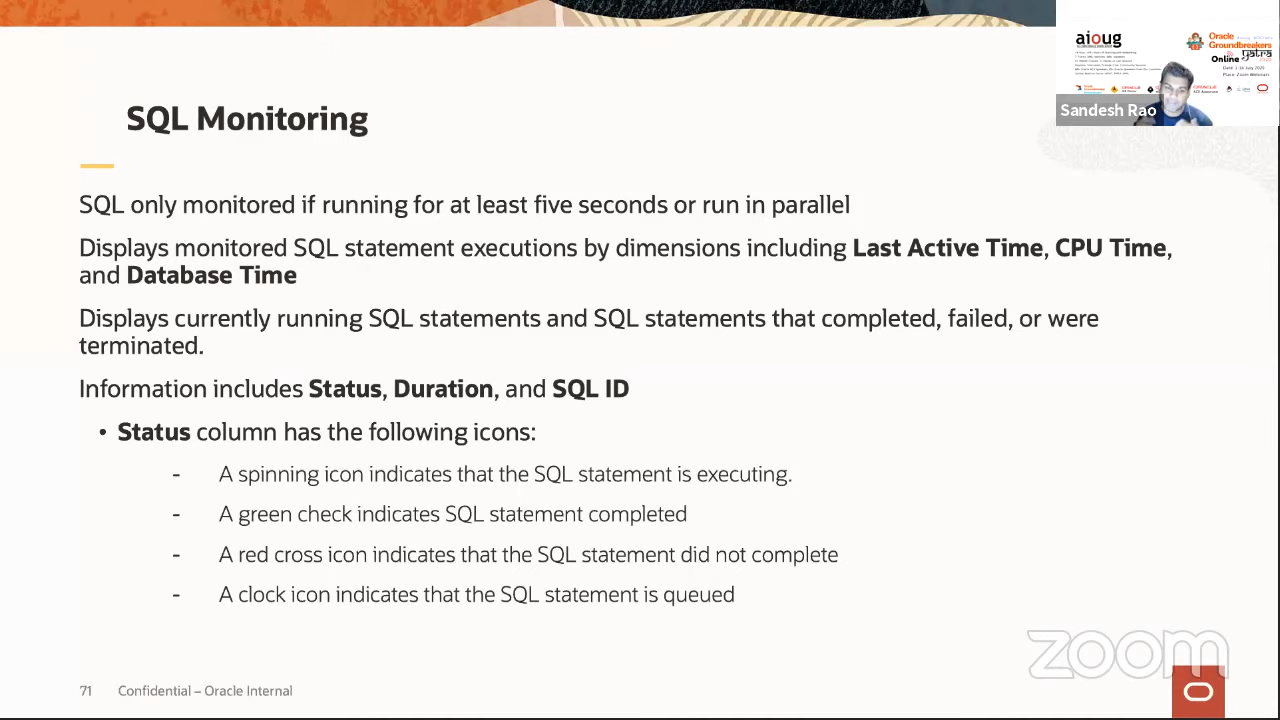 aioug
Oracle
Groundbreakers
Online yatra
Sandesh Rao
SQL Monitoring
SQL only monitored if running for at least five seconds or run in parallel
Displays monitored SQL statement executions by dimensions including Last Active Time, CPU Time,
and Database Time
Displays currently running SQL statements and SQL statements that completed, failed, or were
terminated.
Information includes Status, Duration, and SQL ID
• Status column has the following icons:
- A spinning icon indicates that the SQL statement is executing.
- A green check indicates SQL statement completed
- A red cross icon indicates that the SQL statement did not complete
- A clock icon indicates that the SQL statement is queued
zoom
71 Confidential – Oracle Internal